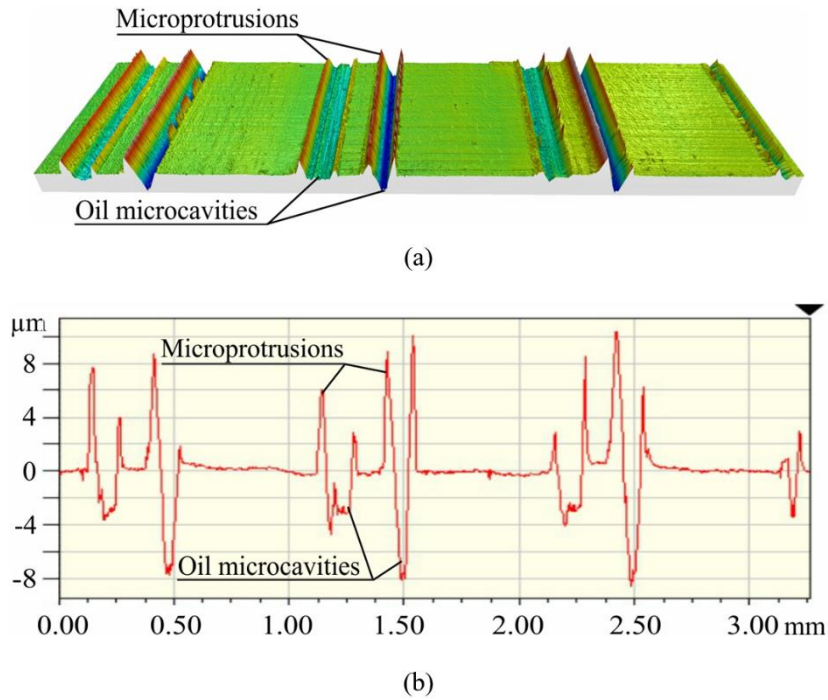 Microprotrusions
Oil microcavities
(a)
µm
8
Microprotrusions
4
0
-4
Oil microcavities
-8
0.00 0.50 1.00 1.50 2.00 2.50 3.00 mm
(b)